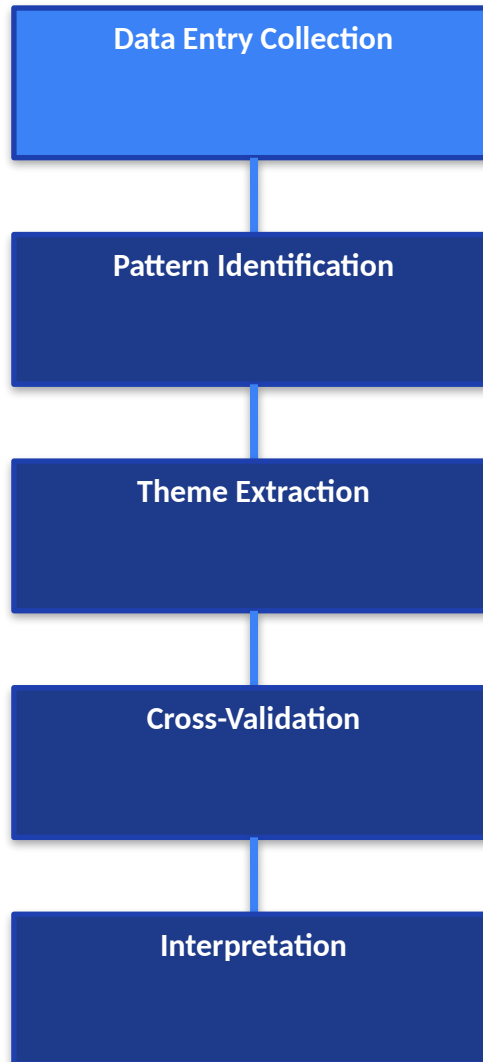 Data Entry Collection
Pattern Identification
Theme Extraction
Cross-Validation
Interpretation